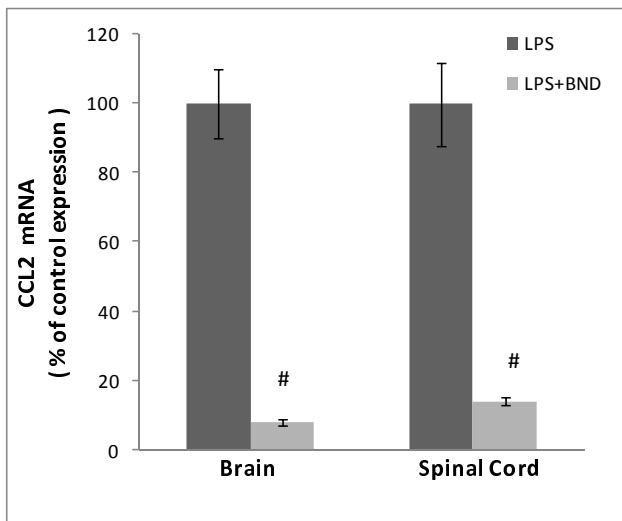 120
100
80
60
40
20
0
CCL2 mRNA
( % of control expression )
LPS
LPS+BND
#
#
Brain
Spinal Cord